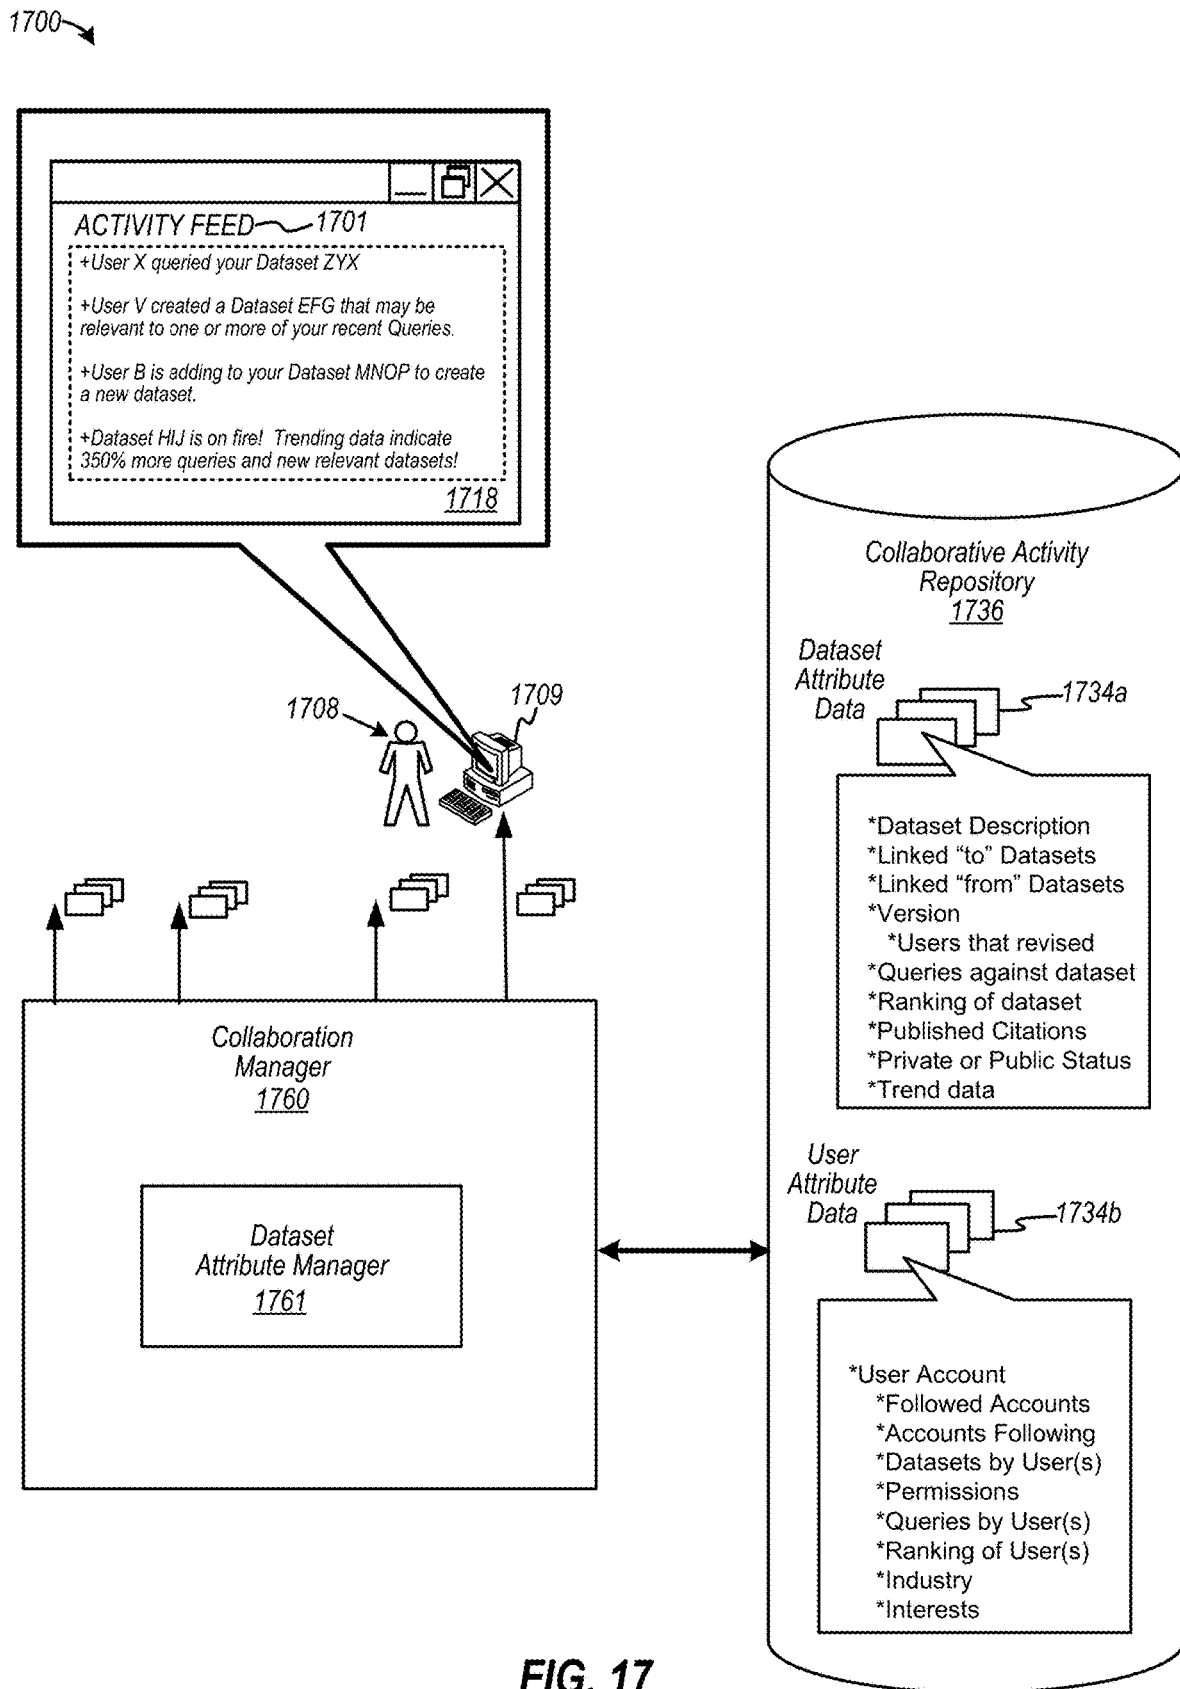 1700
ACTIVITY FEED 1701
+User X queried your Dataset ZYX
+User V created a Dataset EFG that may be
relevant to one or more of your recent Queries.
+User B is adding to your Dataset MNOP to create
a new dataset.
+Dataset HIJ is on fire! Trending data indicate
350% more queries and new relevant datasets!
1718
1708
1709
Collaboration
Manager
1760
Dataset
Attribute Manager
1761
Collaborative Activity
Repository
1736
Dataset
Attribute
Data
1734a
*Dataset Description
*Linked "to" Datasets
*Linked "from" Datasets
*Version
*Users that revised
*Queries against dataset
*Ranking of dataset
*Published Citations
*Private or Public Status
*Trend data
User
Attribute
Data
1734b
*User Account
*Followed Accounts
*Accounts Following
*Datasets by User(s)
*Permissions
*Queries by User(s)
*Ranking of User(s)
*Industry
*Interests
FIG. 17